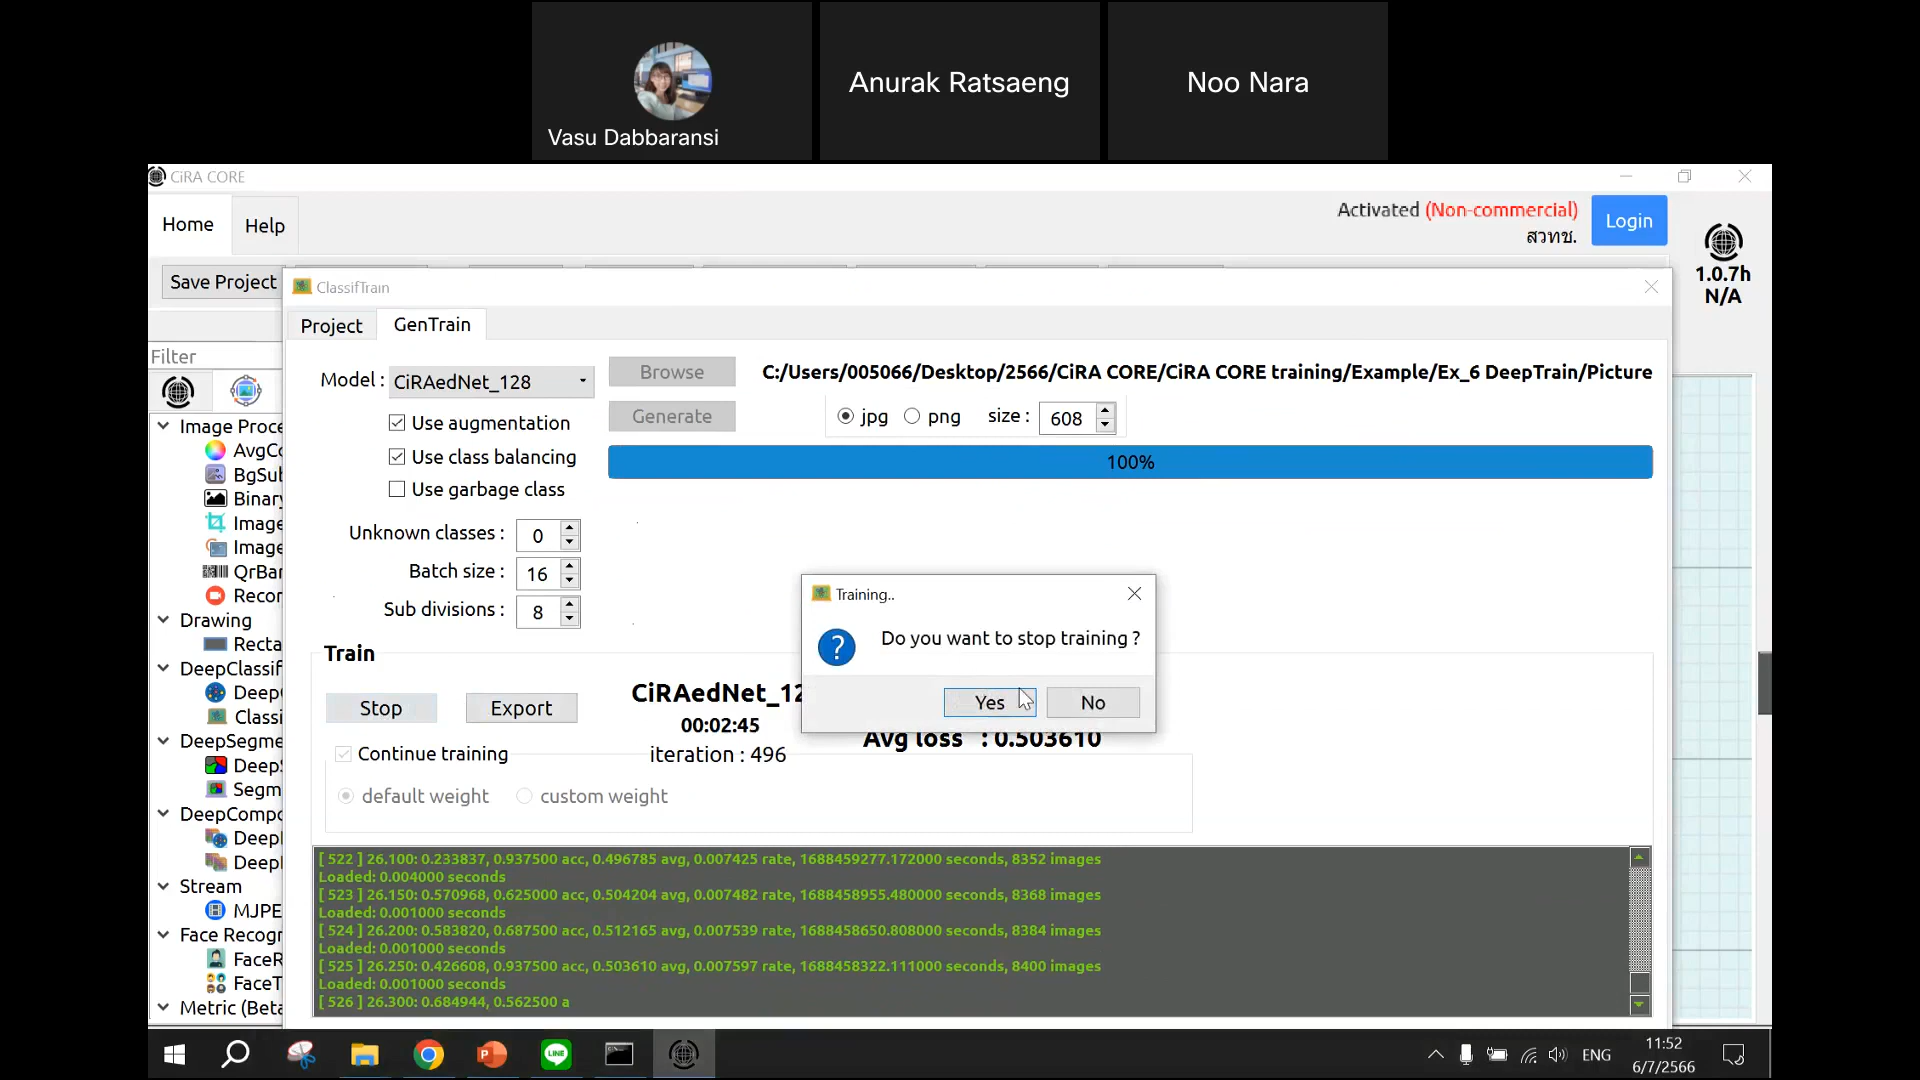 Vasu Dabbaransi
Anurak Ratsaeng
Noo Nara
CiRA CORE
Home
Help
Activated (Non-commercial)
สวทช.
Login
1.0.7h
N/A
Save Project
ClassifTrain
Project
GenTrain
Filter
Model :
CiRAedNet_128
Browse
C:/Users/005066/Desktop/2566/CiRA CORE/CiRA CORE training/Example/Ex_6 DeepTrain/Picture
Use augmentation
Generate
jpg
png
size :
608
Use class balancing
100%
Use garbage class
Unknown classes :
0
Batch size :
16
Sub divisions :
8
Image Proce
AvgCo
BgSub
Binary
Image
Image
QrBar
Recor
Drawing
Recta
DeepClassif
DeepC
Classi
DeepSegme
DeepS
Segm
DeepCompo
Deep
Deep
Stream
MJPE
Face Recogr
FaceR
FaceT
Metric (Beta
Training..
Do you want to stop training ?
Yes
No
Train
Stop
Export
CiRAedNet_12
00:02:45
iteration : 496
Avg loss : 0.503610
Continue training
default weight
custom weight
[ 522 ] 26.100: 0.233837, 0.937500 acc, 0.496785 avg, 0.007425 rate, 1688459277.172000 seconds, 8352 images
Loaded: 0.004000 seconds
[ 523 ] 26.150: 0.570968, 0.625000 acc, 0.504204 avg, 0.007482 rate, 1688458955.480000 seconds, 8368 images
Loaded: 0.001000 seconds
[ 524 ] 26.200: 0.583820, 0.687500 acc, 0.512165 avg, 0.007539 rate, 1688458650.808000 seconds, 8384 images
Loaded: 0.001000 seconds
[ 525 ] 26.250: 0.426608, 0.937500 acc, 0.503610 avg, 0.007597 rate, 1688458322.111000 seconds, 8400 images
Loaded: 0.001000 seconds
[ 526 ] 26.300: 0.684944, 0.562500 a
LINE
ENG
11:52
6/7/2566